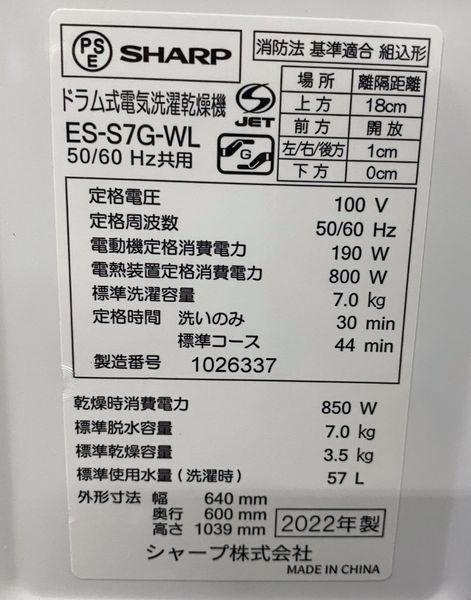 PS E SHARP
消防法 基準適合 組込形
ドラム式電気洗濯乾燥機
ES-S7G-WL
50/60 Hz共用
S JET
G
場所 離隔距離
上方 18cm
前方 開放
左/右/後方 1cm
下方 0cm
定格電圧 100 V
定格周波数 50/60 Hz
電動機定格消費電力 190 W
電熱装置定格消費電力 800 W
標準洗濯容量 7.0 kg
定格時間 洗いのみ 30 min
標準コース 44 min
製造番号 1026337
乾燥時消費電力 850 W
標準脱水容量 7.0 kg
標準乾燥容量 3.5 kg
標準使用水量(洗濯時) 57 L
外形寸法 幅 640 mm
奥行 600 mm
高さ 1039 mm
2022年製
シャープ株式会社
MADE IN CHINA